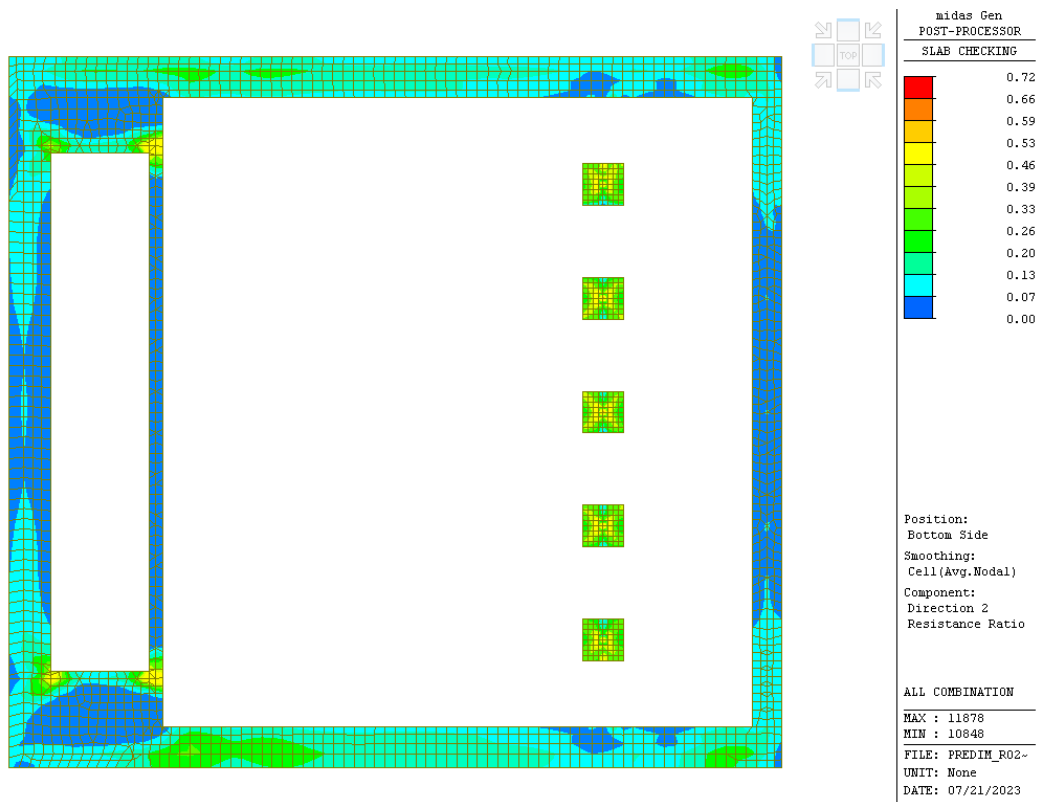 midas Gen
POST-PROCESSOR
SLAB CHECKING
TOP
0.72
0.66
0.59
0.53
0.46
0.39
0.33
0.26
0.20
0.13
0.07
0.00
Position:
Bottom Side
Smoothing:
Cell(Avg.Nodal)
Component:
Direction 2
Resistance Ratio
ALL COMBINATION
MAX : 11878
MIN : 10848
FILE: PREDIM_R02~
UNIT: None
DATE: 07/21/2023